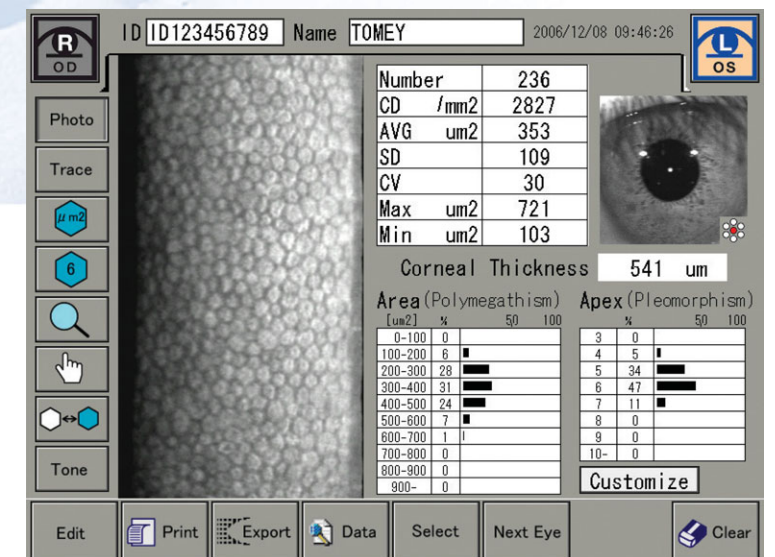 R
OD
ID ID123456789 Name TOMEY 2006/12/08 09:46:26
L
OS
Photo
Trace
μm2
6
Tone
Number 236
CD /mm2 2827
AVG um2 353
SD 109
CV 30
Max um2 721
Min um2 103
Corneal Thickness 541 um
Area (Polymegathism)
[um2] % 50 100
0-100 0
100-200 6
200-300 28
300-400 31
400-500 24
500-600 7
600-700 1
700-800 0
800-900 0
900- 0
Apex (Pleomorphism)
% 50 100
3 0
4 5
5 34
6 47
7 11
8 0
9 0
10- 0
Customize
Edit Print Export Data Select Next Eye Clear